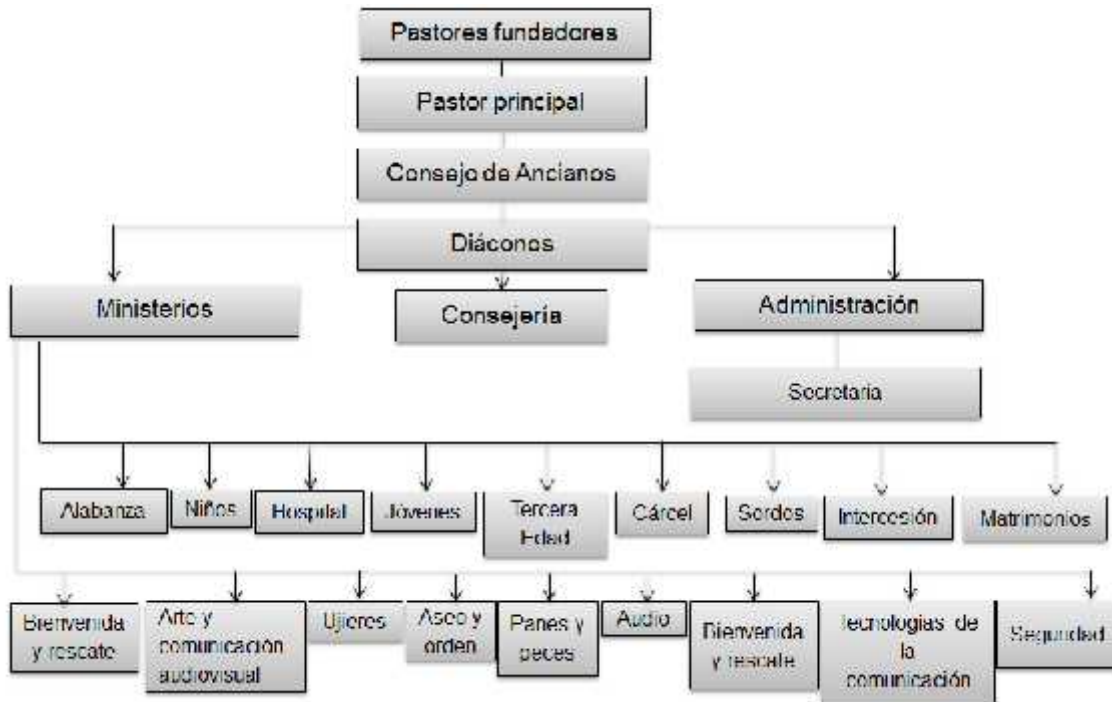 Pastores fundadores
Pastor principal
Consejo de Ancianos
Diáconos
Ministerios
Consejería
Administración
Secretaria
Alabanza
Niños
Hospital
Jóvenes
Tercera
Edad
Cárcel
Sordos
Intercesión
Matrimonios
Bienvenida
y rescate
Arte y
comunicación
audiovisual
Ujieres
Aseo y
orden
Panes y
peces
Audio
Bienvenida
y rescate
Tecnologías de
la
comunicación
Seguridad